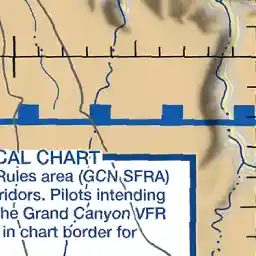 CAL CHART
Rules area (GCN SFRA)
ridors. Pilots intending
he Grand Canyon VFR
in chart border for